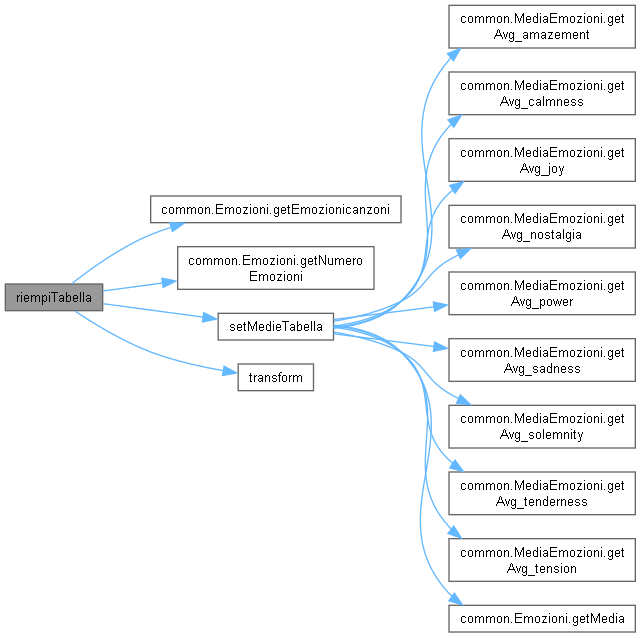 riempiTabella
common.Emozioni.getEmozionicanzoni
common.Emozioni.getNumero
Emozioni
setMedieTabella
transform
common.MediaEmozioni.get
Avg_amazement
common.MediaEmozioni.get
Avg_calmness
common.MediaEmozioni.get
Avg_joy
common.MediaEmozioni.get
Avg_nostalgia
common.MediaEmozioni.get
Avg_power
common.MediaEmozioni.get
Avg_sadness
common.MediaEmozioni.get
Avg_solemnity
common.MediaEmozioni.get
Avg_tenderness
common.MediaEmozioni.get
Avg_tension
common.Emozioni.getMedia